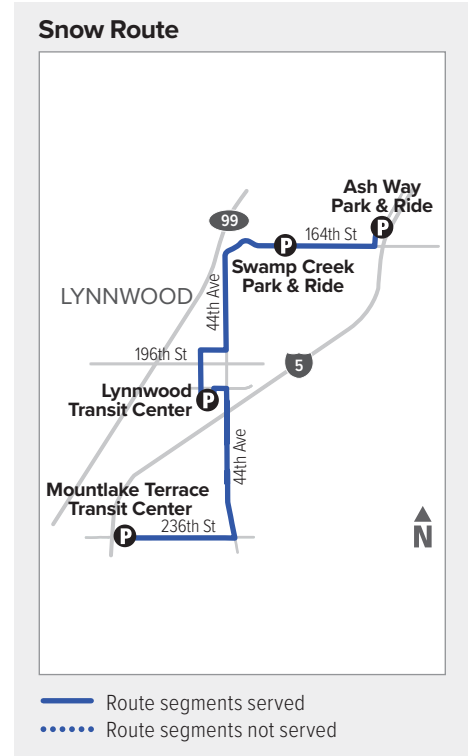 Snow Route
Ash Way
Park & Ride
99
164th St
P
P
Swamp Creek
Park & Ride
LYNNWOOD
44th Ave
196th St
5
Lynnwood
Transit Center
P
44th Ave
Mountlake Terrace
Transit Center
236th St
P
N
Route segments served
Route segments not served